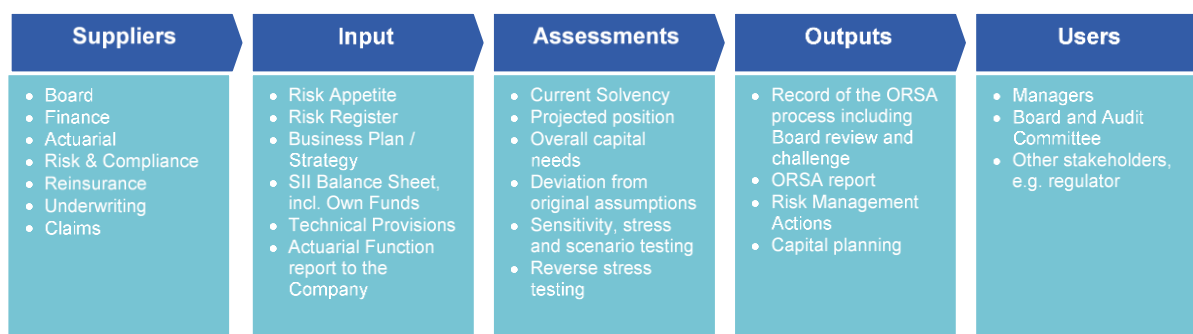 Suppliers
• Board
• Finance
• Actuarial
• Risk & Compliance
• Reinsurance
• Underwriting
• Claims
Input
• Risk Appetite
• Risk Register
• Business Plan /
Strategy
• SII Balance Sheet,
incl. Own Funds
• Technical Provisions
• Actuarial Function
report to the
Company
Assessments
• Current Solvency
• Projected position
• Overall capital
needs
• Deviation from
original assumptions
• Sensitivity, stress
and scenario testing
• Reverse stress
testing
Outputs
• Record of the ORSA
process including
Board review and
challenge
• ORSA report
• Risk Management
Actions
• Capital planning
Users
• Managers
• Board and Audit
Committee
• Other stakeholders,
e.g. regulator